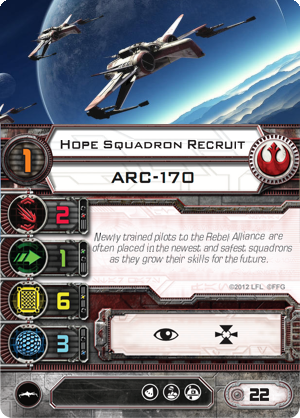 Hope Squadron Recruit
1
ARC-170
2
Newly trained pilots to the Rebel Alliance are
often placed in the newest and safest squadrons
as they grow their skills for the future.
1
©2012 LFL ©FFG
6
3
22